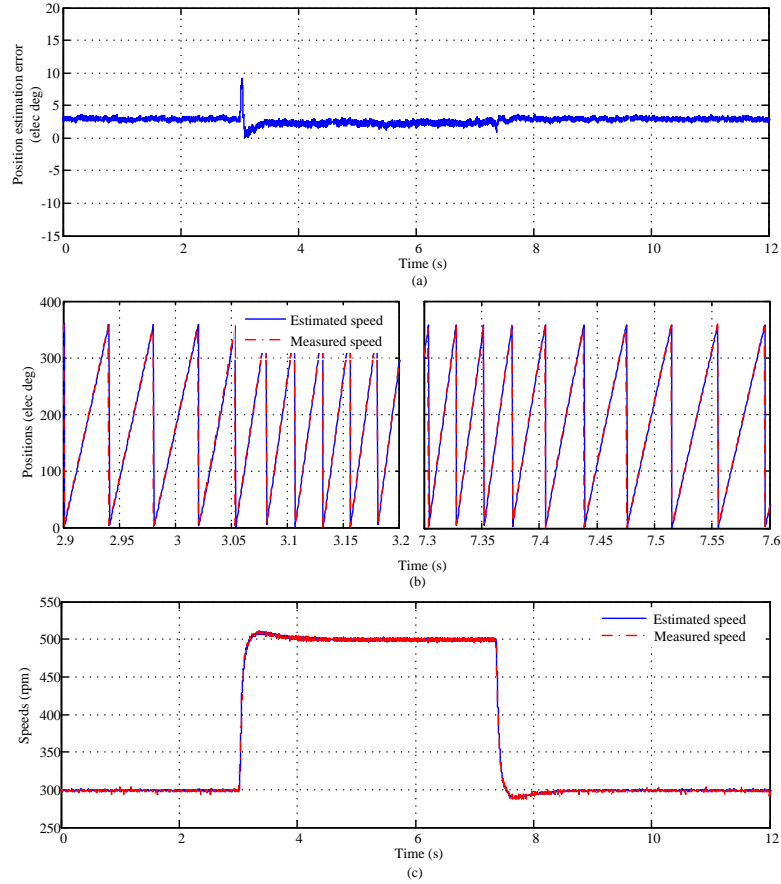 20
15
10
5
0
-5
-10
-15
Position estimation error
(elec deg)
0 2 4 6 8 10 12
Time (s)
(a)
400
300
200
100
0
Positions (elec deg)
Estimated speed
Measured speed
2.9 2.95 3 3.05 3.1 3.15 3.2
7.3 7.35 7.4 7.45 7.5 7.55 7.6
Time (s)
(b)
550
500
450
400
350
300
250
Speeds (rpm)
Estimated speed
Measured speed
0 2 4 6 8 10 12
Time (s)
(c)